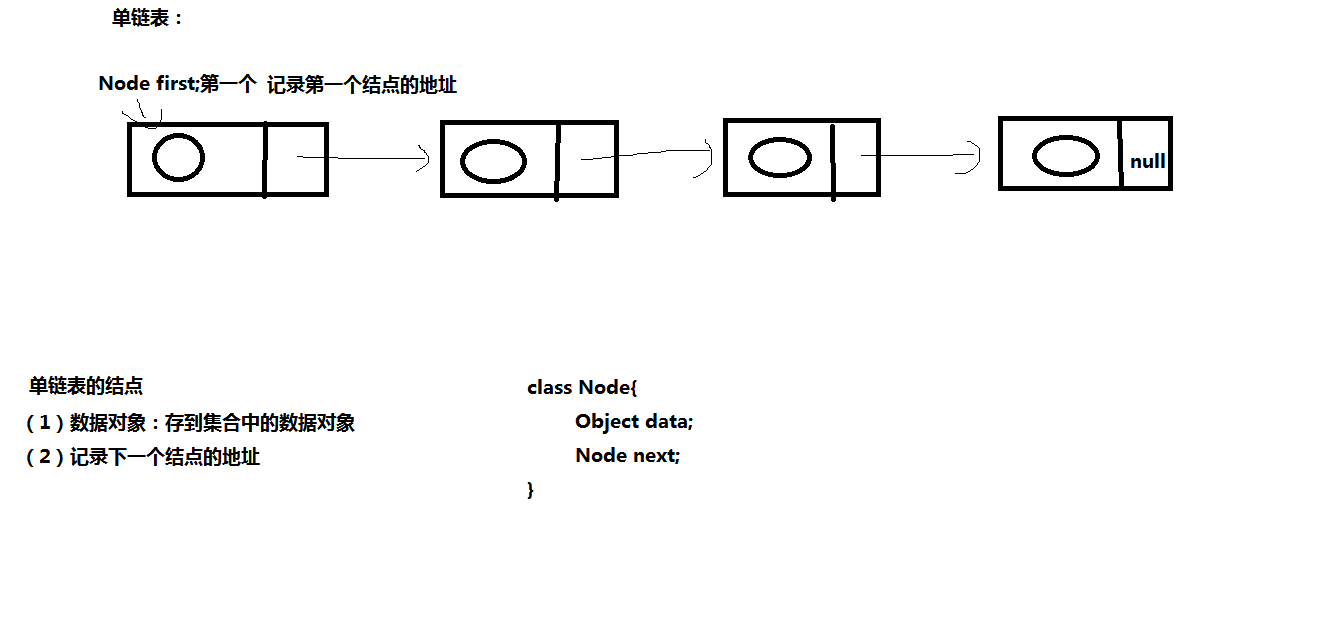 单链表：
Node first;第一个 记录第一个结点的地址
null
单链表的结点
（1）数据对象：存到集合中的数据对象
（2）记录下一个结点的地址
class Node{
Object data;
Node next;
}